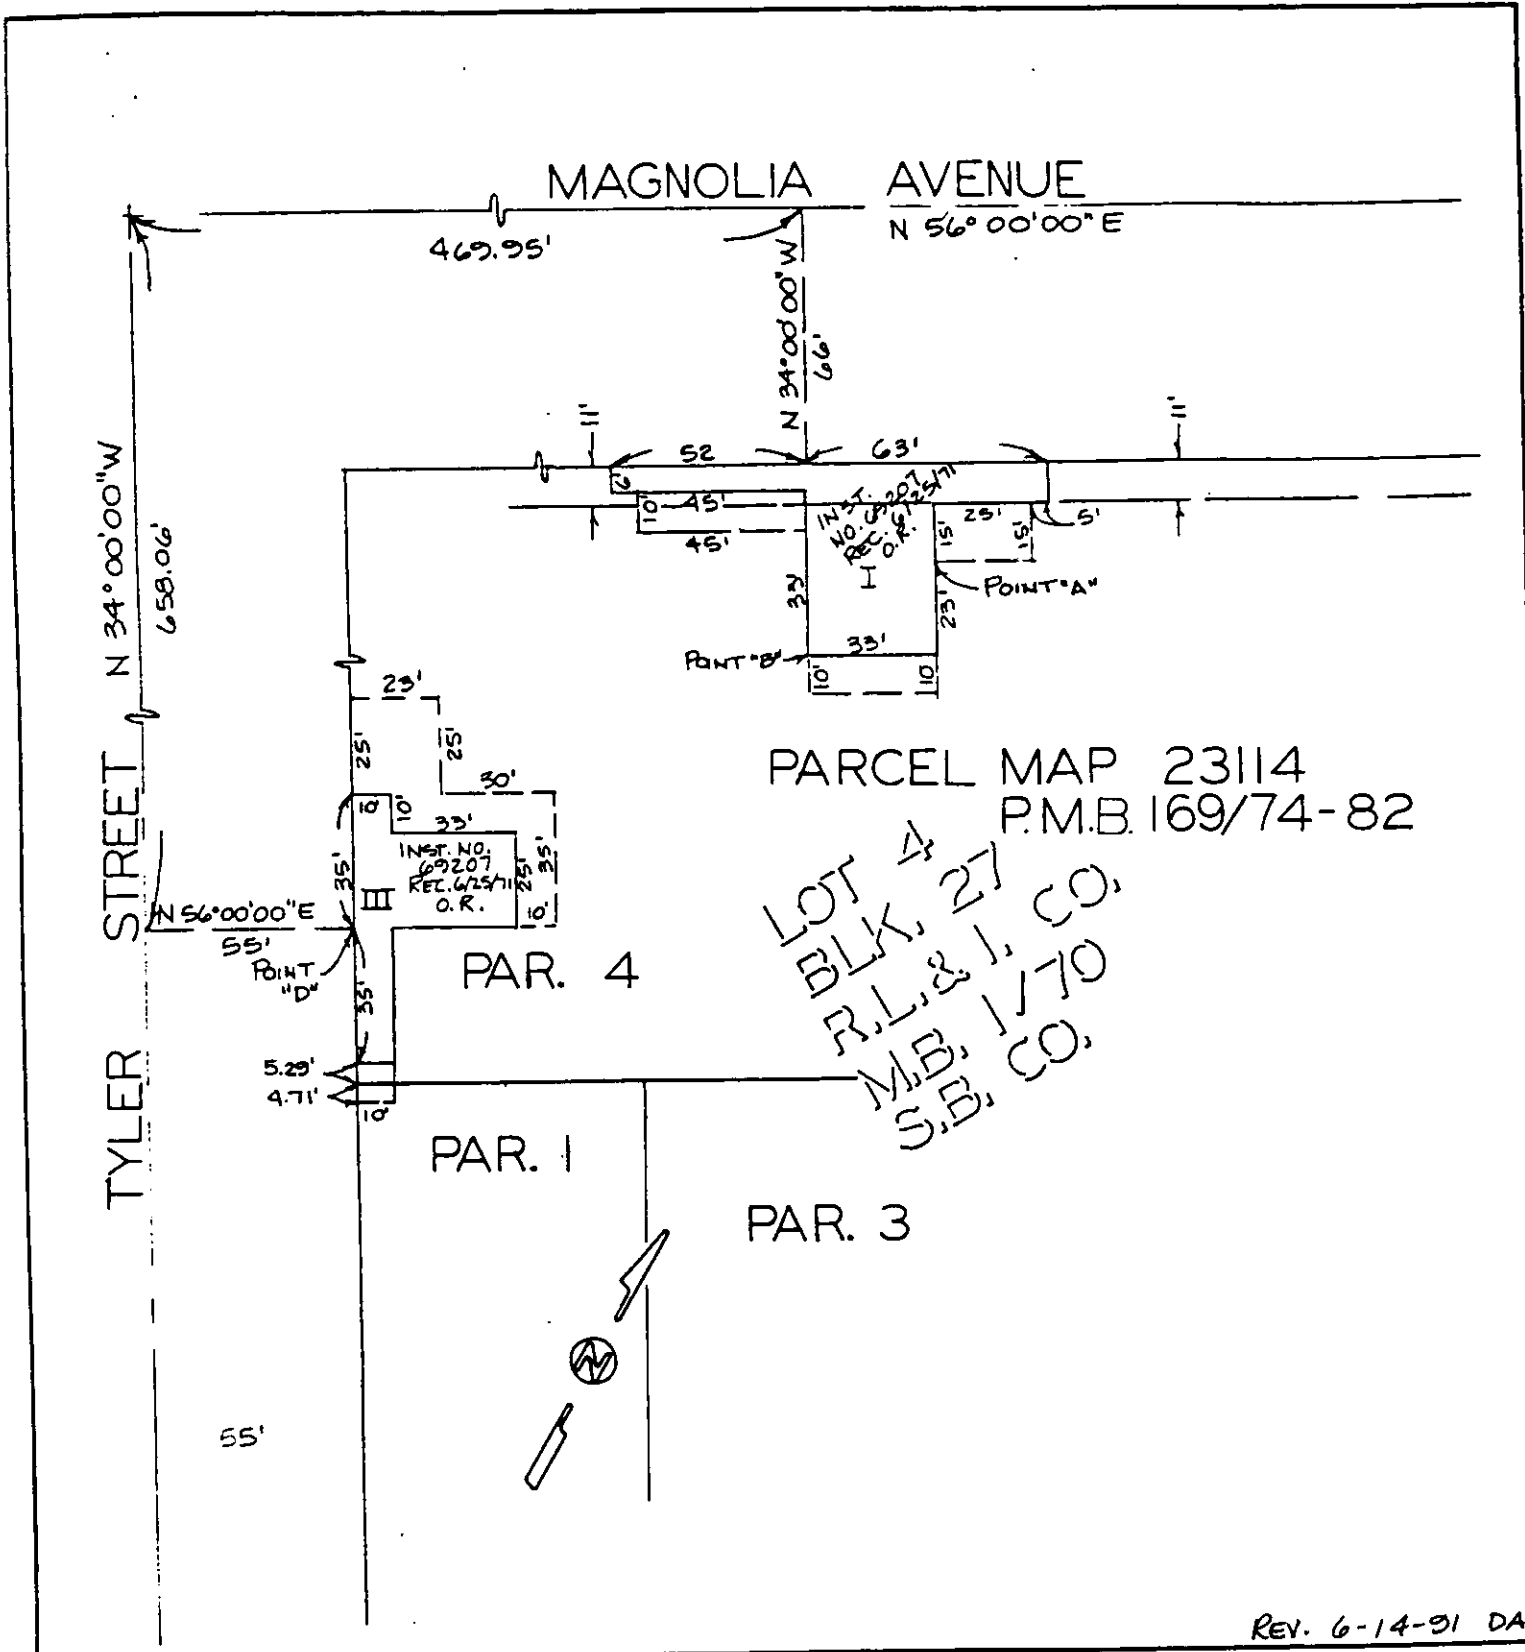 MAGNOLIA AVENUE
N 56° 00' 00" E
469.95'
N 34° 00' 00" W
66'
11'
11'
52
63'
6'
10'
45'
45'
INST.
NO. 69207
REC. 6/25/71
O.R.
I
25'
5'
15'
15'
POINT "A"
33'
23'
33'
POINT "B"
10'
10'
TYLER STREET
N 34° 00' 00" W
658.06'
23'
25'
25'
30'
10'
10'
33'
INST. NO.
69207
REC. 6/25/71
O.R.
III
35'
25'
35'
10'
N 56° 00' 00" E
55'
POINT
"D"
35'
PAR. 4
5.29'
4.71'
10'
PAR. 1
PAR. 3
PARCEL MAP 23114
P.M.B. 169/74-82
LOT 4
BLK. 27
R.L. & I. CO.
M.B. 1/70
S.B. CO.
N
55'
REV. 6-14-91 DA